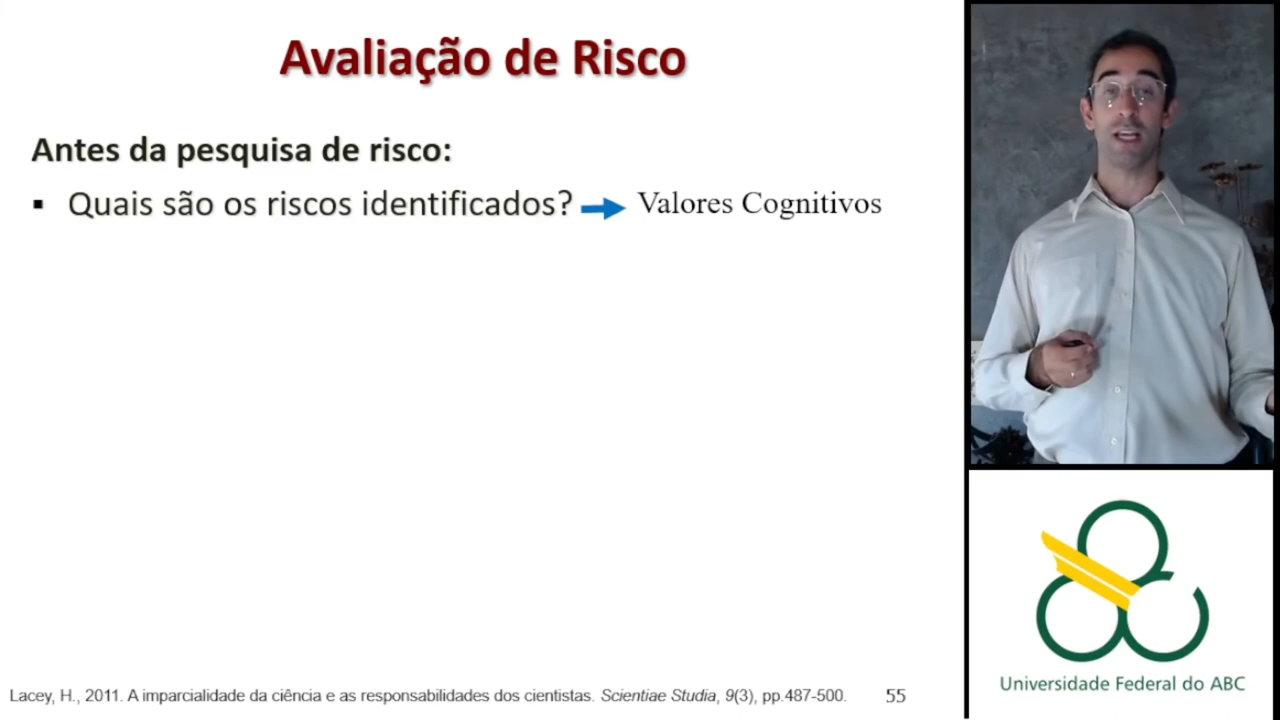 Avaliação de Risco
Antes da pesquisa de risco:
▪ Quais são os riscos identificados? Valores Cognitivos
Lacey, H., 2011. A imparcialidade da ciência e as responsabilidades dos cientistas. Scientiae Studia, 9(3), pp.487-500. 55
Universidade Federal do ABC